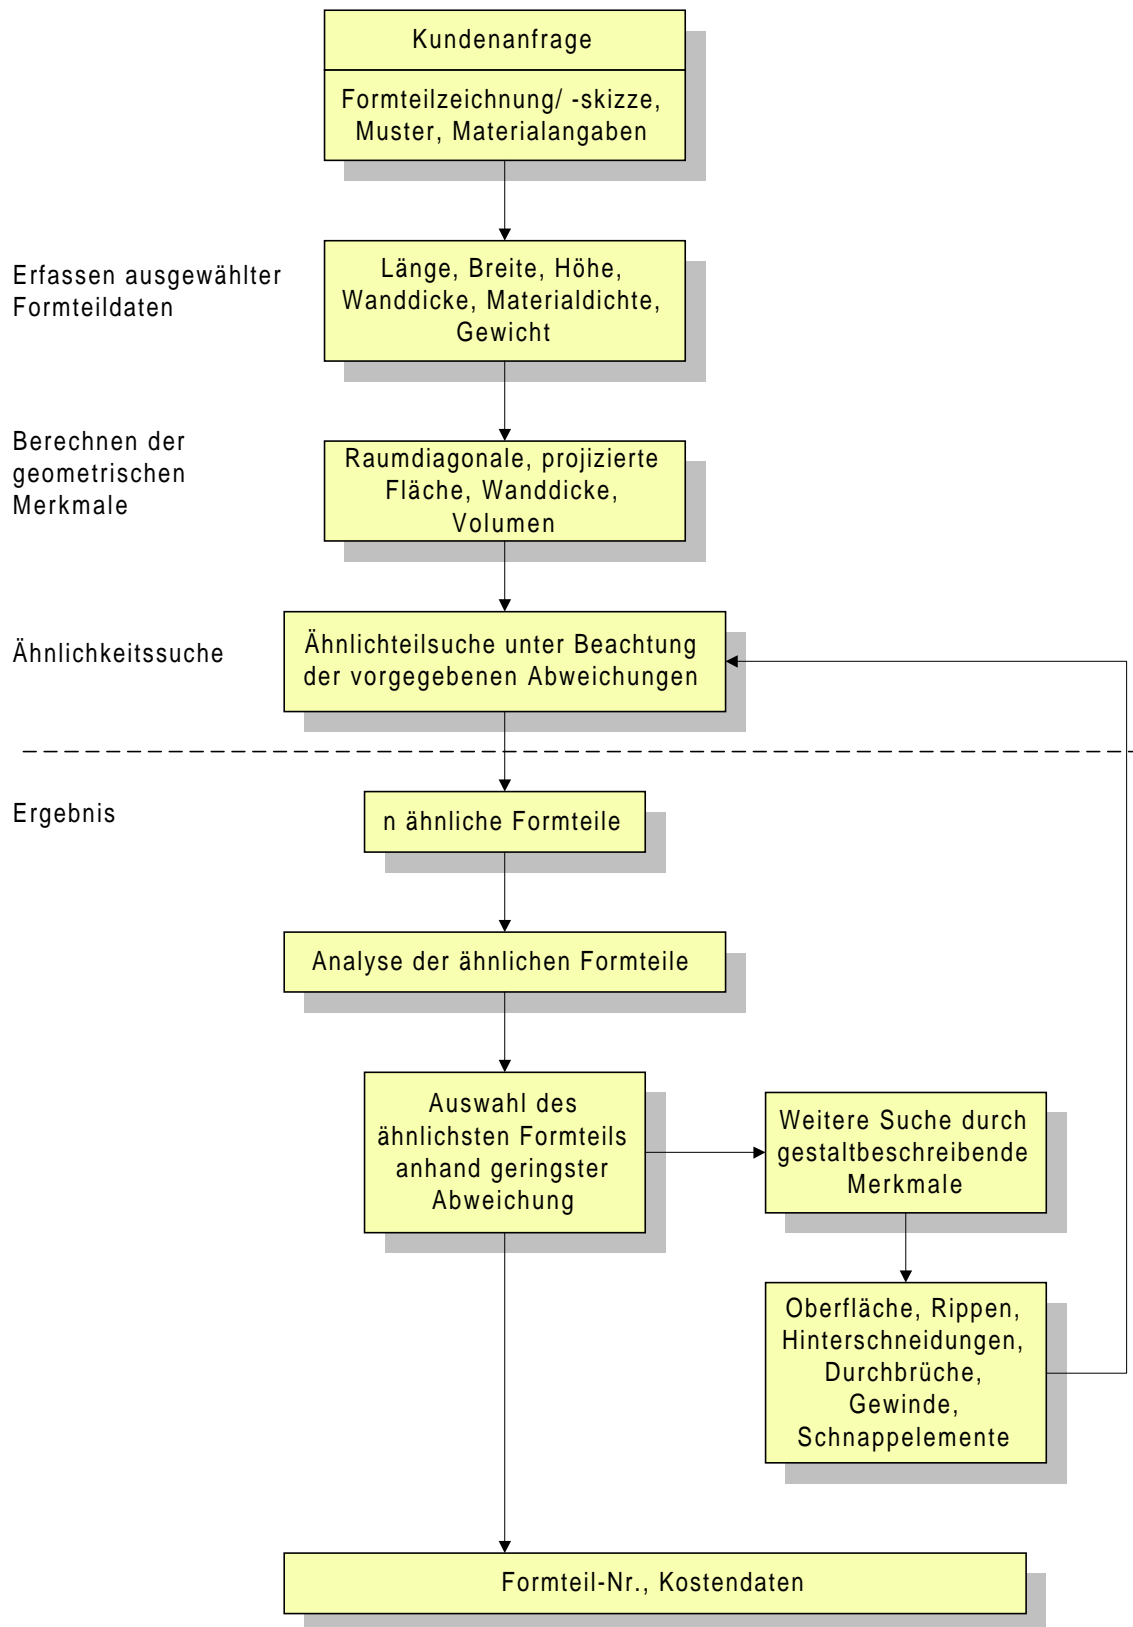 Kundenanfrage
Formteilzeichnung/ -skizze,
Muster, Materialangaben
Erfassen ausgewählter
Formteildaten
Länge, Breite, Höhe,
Wanddicke, Materialdichte,
Gewicht
Berechnen der
geometrischen
Merkmale
Raumdiagonale, projizierte
Fläche, Wanddicke,
Volumen
Ähnlichkeitssuche
Ähnlichteilsuche unter Beachtung
der vorgegebenen Abweichungen
Ergebnis
n ähnliche Formteile
Analyse der ähnlichen Formteile
Auswahl des
ähnlichsten Formteils
anhand geringster
Abweichung
Weitere Suche durch
gestaltbeschreibende
Merkmale
Oberfläche, Rippen,
Hinterschneidungen,
Durchbrüche,
Gewinde,
Schnappelemente
Formteil-Nr., Kostendaten